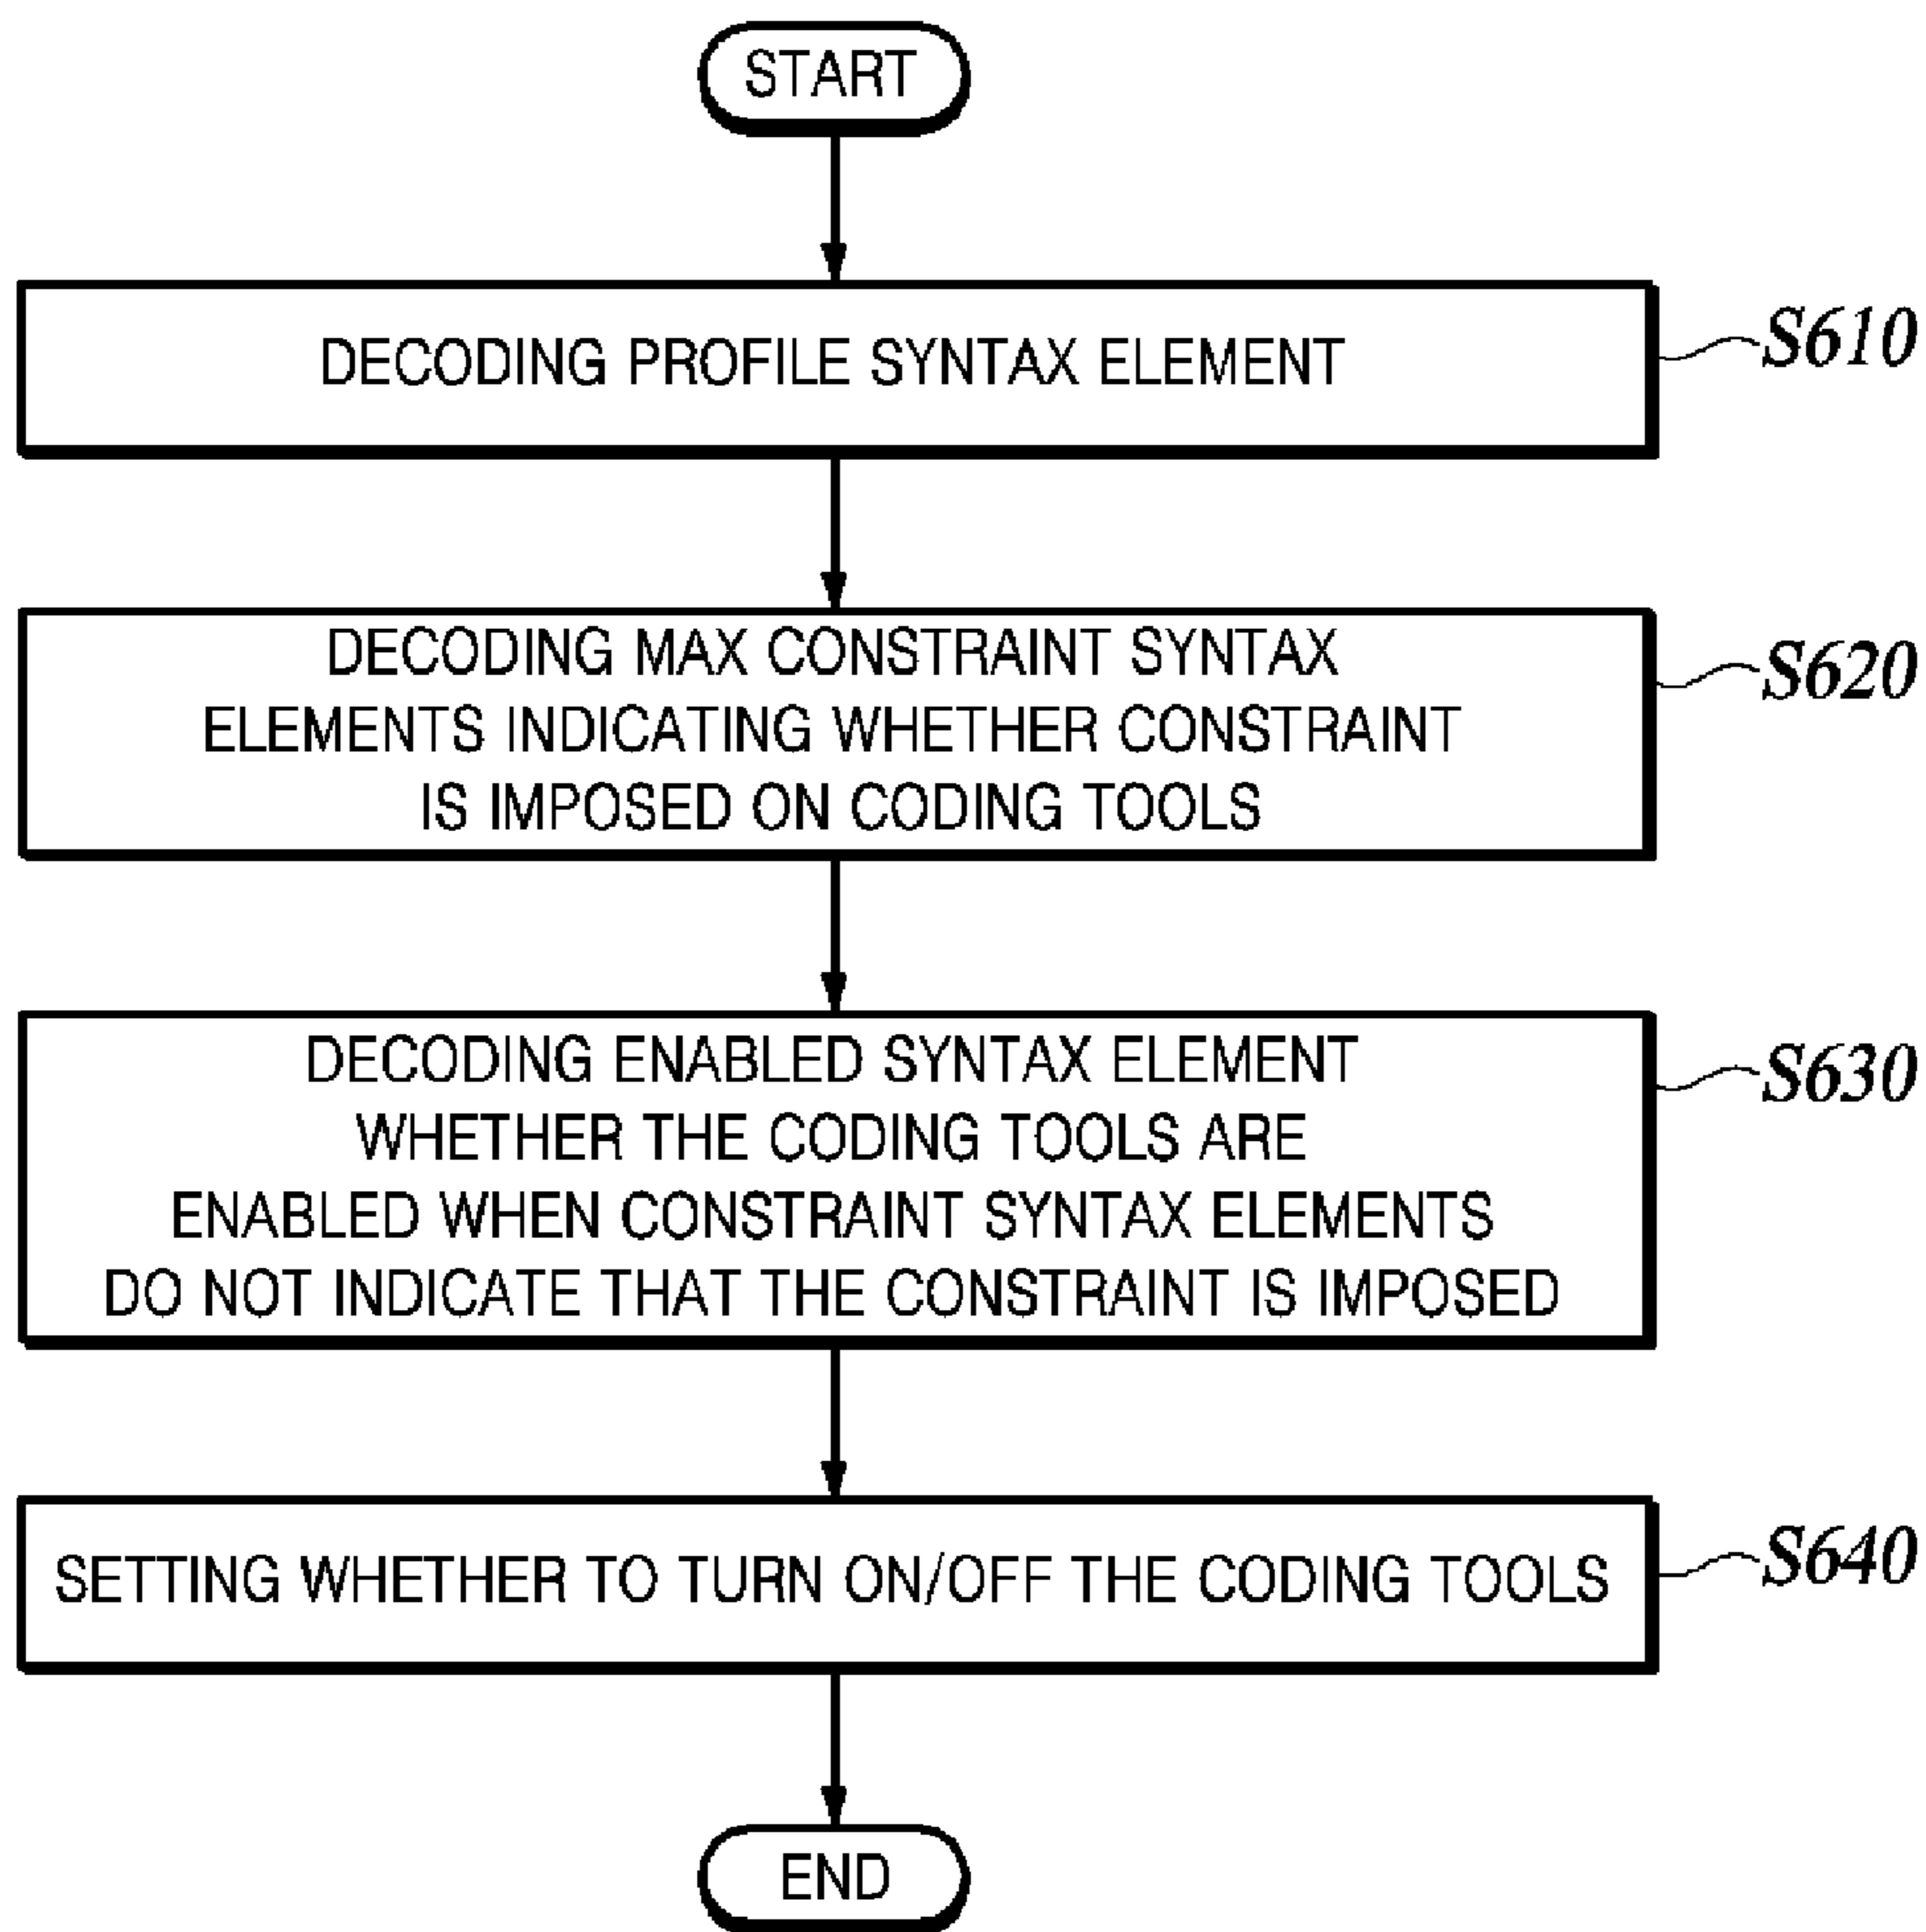 START
DECODING PROFILE SYNTAX ELEMENT
S610
DECODING MAX CONSTRAINT SYNTAX
ELEMENTS INDICATING WHETHER CONSTRAINT
IS IMPOSED ON CODING TOOLS
S620
DECODING ENABLED SYNTAX ELEMENT
WHETHER THE CODING TOOLS ARE
ENABLED WHEN CONSTRAINT SYNTAX ELEMENTS
DO NOT INDICATE THAT THE CONSTRAINT IS IMPOSED
S630
SETTING WHETHER TO TURN ON/OFF THE CODING TOOLS
S640
END